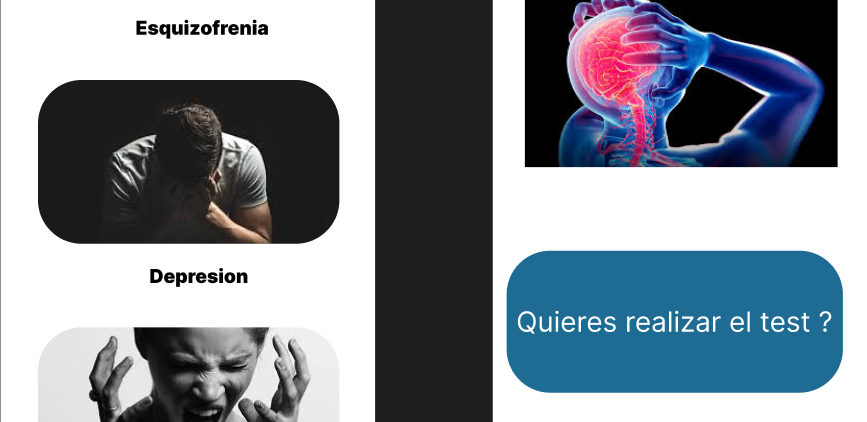 Esquizofrenia
Depresion
Quieres realizar el test ?